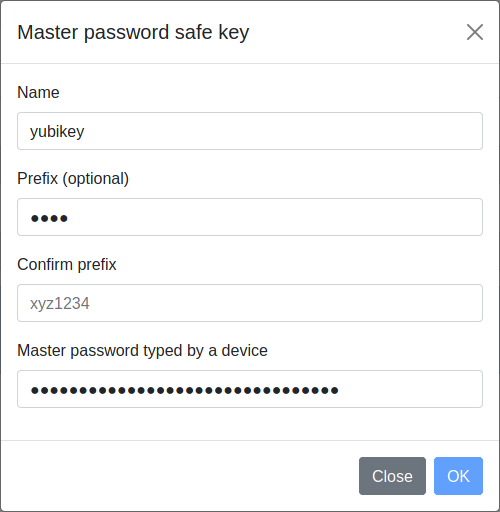 Master password safe key
Name
yubikey
Prefix (optional)
●●●●
Confirm prefix
xyz1234
Master password typed by a device
●●●●●●●●●●●●●●●●●●●●●●●●●●●●●●●●
Close OK